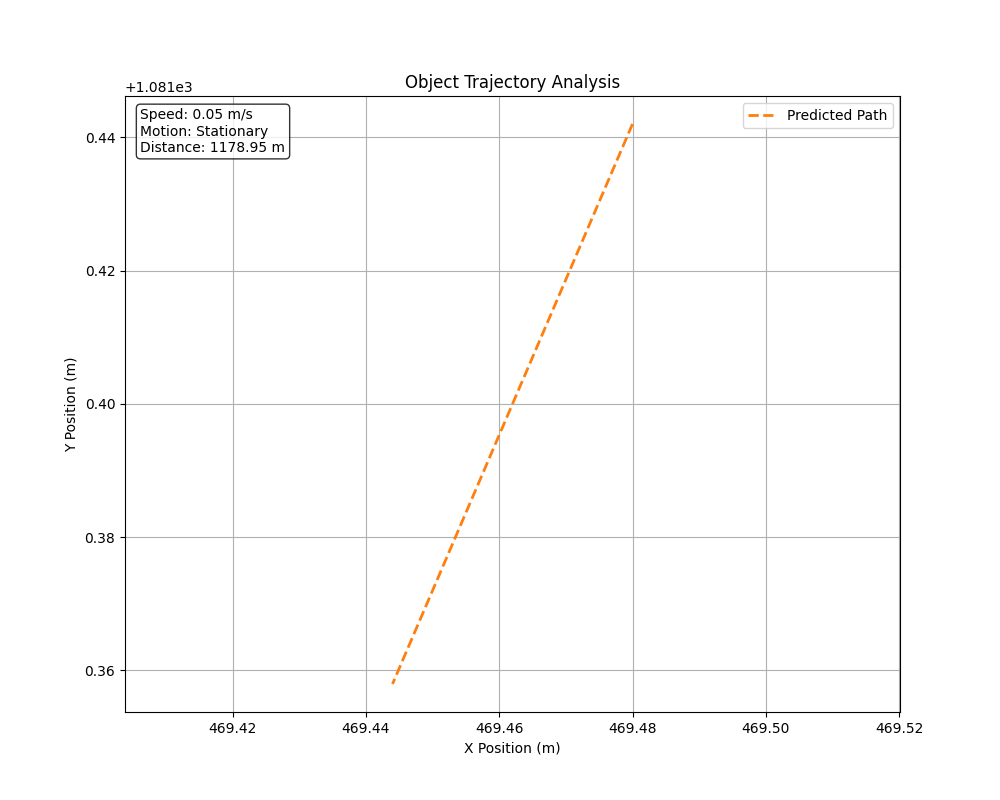 Object Trajectory Analysis
+1.081e3
Speed: 0.05 m/s
Motion: Stationary
Distance: 1178.95 m
Predicted Path
0.44
0.42
0.40
0.38
0.36
Y Position (m)
469.42 469.44 469.46 469.48 469.50 469.52
X Position (m)